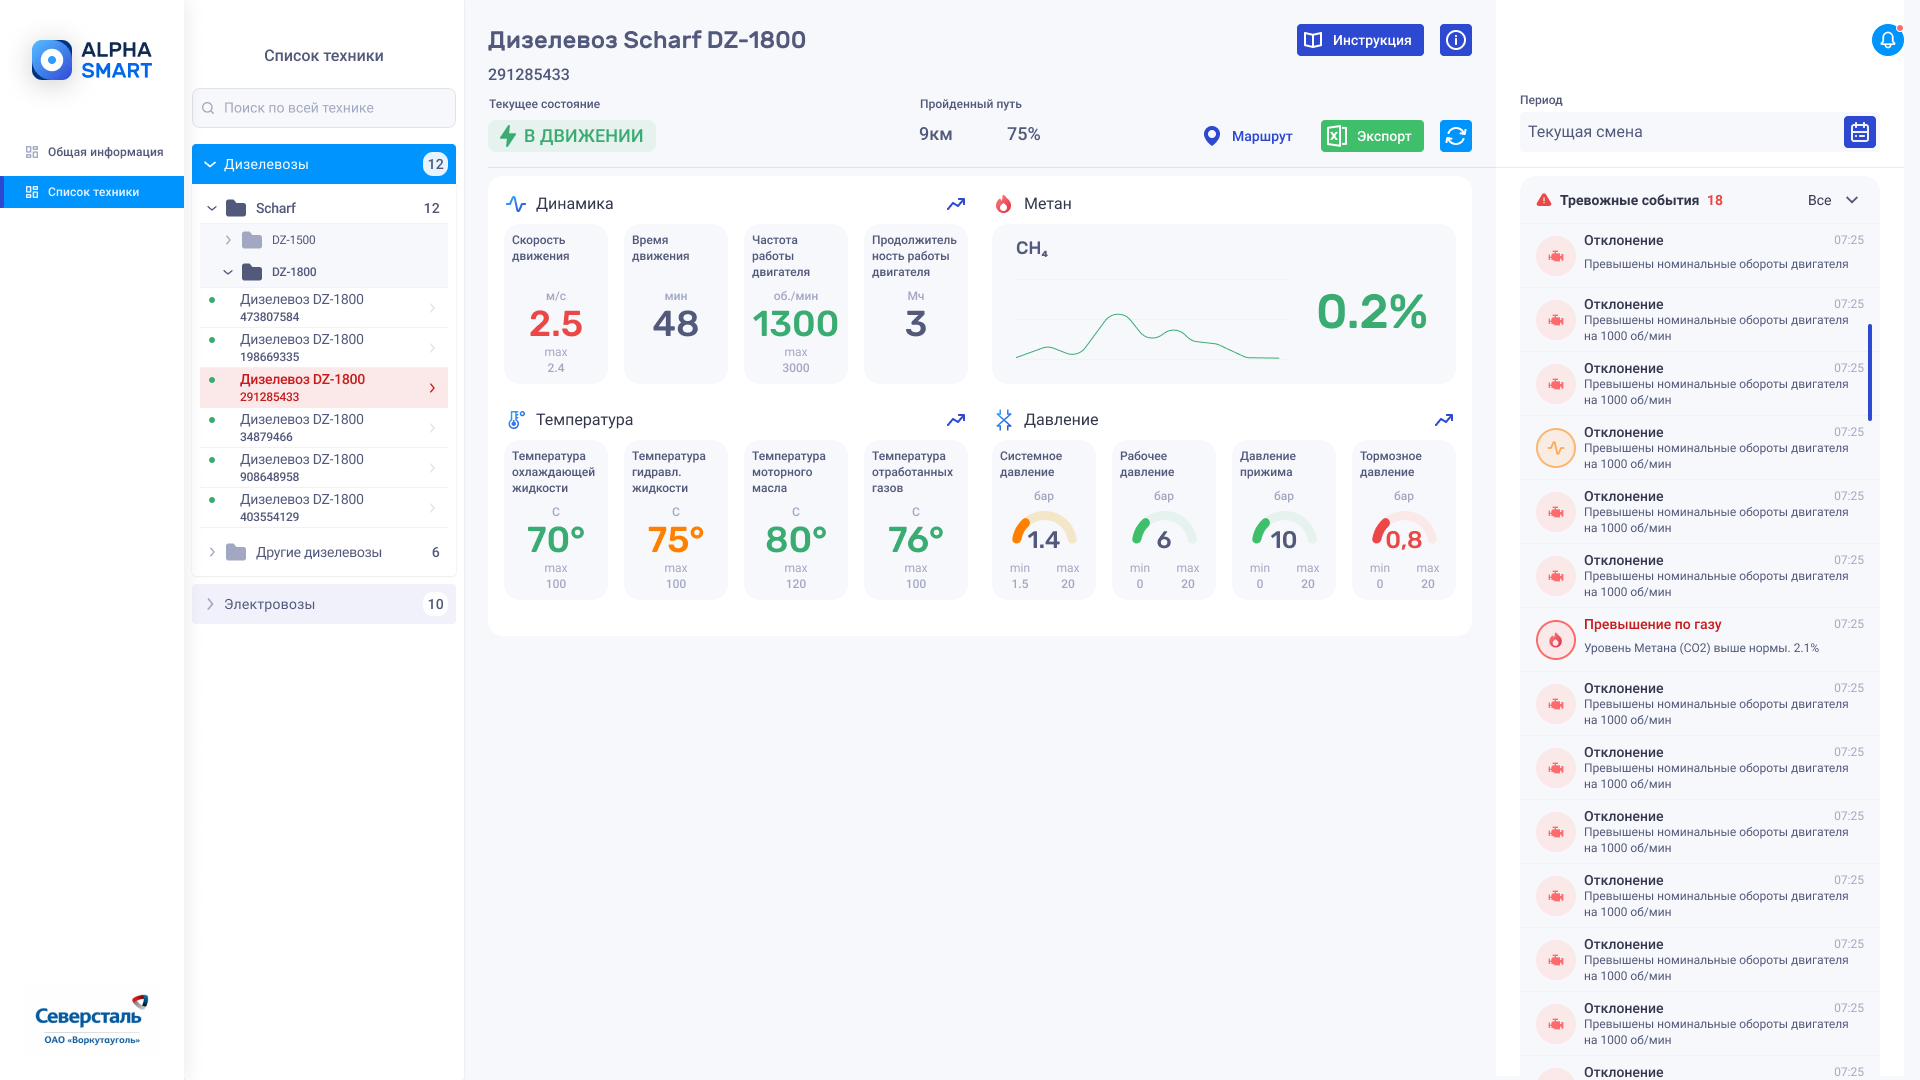 ALPHA
SMART
Общая информация
Список техники
Северсталь
ОАО «Воркутауголь»
Список техники
Поиск по всей технике
Дизелевозы 12
Scharf 12
DZ-1500
DZ-1800
Дизелевоз DZ-1800
473807584
Дизелевоз DZ-1800
198669335
Дизелевоз DZ-1800
291285433
Дизелевоз DZ-1800
34879466
Дизелевоз DZ-1800
908648958
Дизелевоз DZ-1800
403554129
Другие дизелевозы 6
Электровозы 10
Дизелевоз Scharf DZ-1800
291285433
Инструкция
Текущее состояние
В ДВИЖЕНИИ
Пройденный путь
9км 75%
Маршрут
Экспорт
Динамика
Скорость
движения
м/с
2.5
max
2.4
Время
движения
мин
48
Частота
работы
двигателя
об./мин
1300
max
3000
Продолжитель
ность работы
двигателя
Мч
3
Метан
CH₄
0.2%
Температура
Температура
охлаждающей
жидкости
С
70°
max
100
Температура
гидравл.
жидкости
С
75°
max
100
Температура
моторного
масла
С
80°
max
120
Температура
отработанных
газов
С
76°
max
100
Давление
Системное
давление
бар
1.4
min max
1.5 20
Рабочее
давление
бар
6
min max
0 20
Давление
прижима
бар
10
min max
0 20
Тормозное
давление
бар
0,8
min max
0 20
Период
Текущая смена
Тревожные события 18 Все
Отклонение 07:25
Превышены номинальные обороты двигателя
Отклонение 07:25
Превышены номинальные обороты двигателя
на 1000 об/мин
Отклонение 07:25
Превышены номинальные обороты двигателя
на 1000 об/мин
Отклонение 07:25
Превышены номинальные обороты двигателя
на 1000 об/мин
Отклонение 07:25
Превышены номинальные обороты двигателя
на 1000 об/мин
Отклонение 07:25
Превышены номинальные обороты двигателя
на 1000 об/мин
Превышение по газу 07:25
Уровень Метана (CO2) выше нормы. 2.1%
Отклонение 07:25
Превышены номинальные обороты двигателя
на 1000 об/мин
Отклонение 07:25
Превышены номинальные обороты двигателя
на 1000 об/мин
Отклонение 07:25
Превышены номинальные обороты двигателя
на 1000 об/мин
Отклонение 07:25
Превышены номинальные обороты двигателя
на 1000 об/мин
Отклонение 07:25
Превышены номинальные обороты двигателя
на 1000 об/мин
Отклонение 07:25
Превышены номинальные обороты двигателя
на 1000 об/мин
Отклонение 07:25